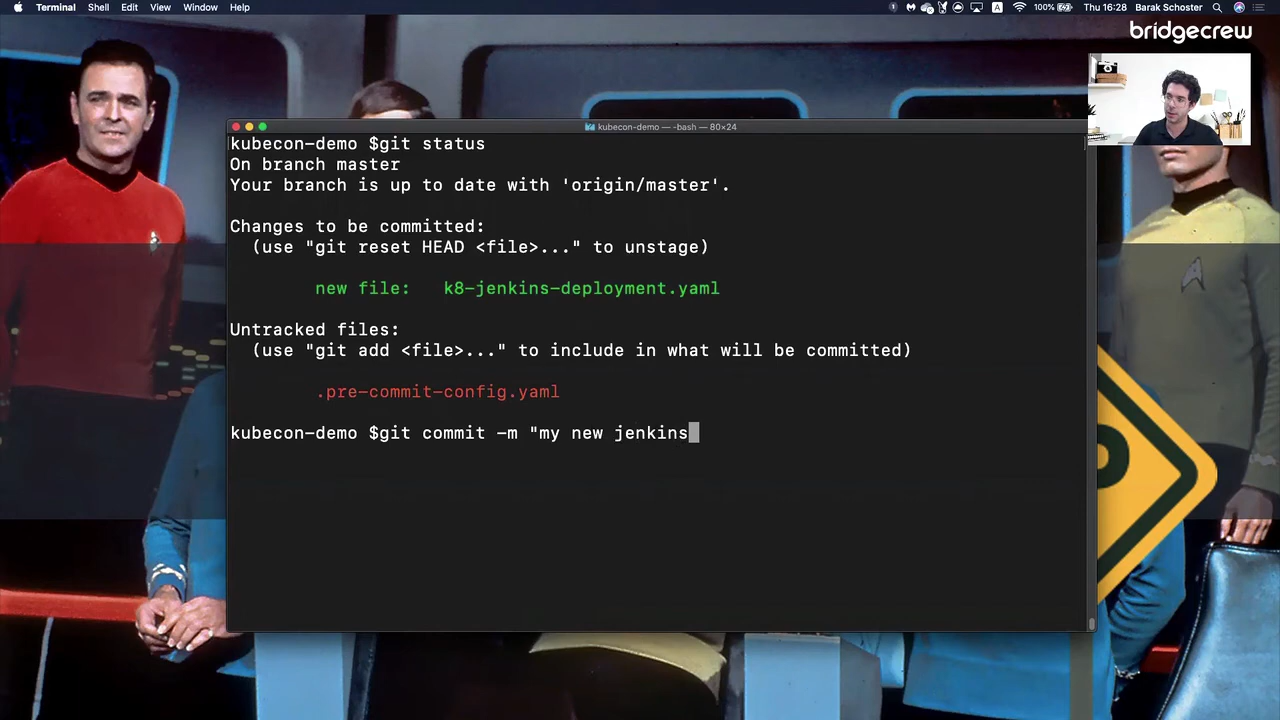 Terminal Shell Edit View Window Help
100% Thu 16:28 Barak Schoster
bridgecrew
kubecon-demo — -bash — 80×24
kubecon-demo $git status
On branch master
Your branch is up to date with 'origin/master'.
Changes to be committed:
(use "git reset HEAD <file>..." to unstage)
new file: k8-jenkins-deployment.yaml
Untracked files:
(use "git add <file>..." to include in what will be committed)
.pre-commit-config.yaml
kubecon-demo $git commit -m "my new jenkins